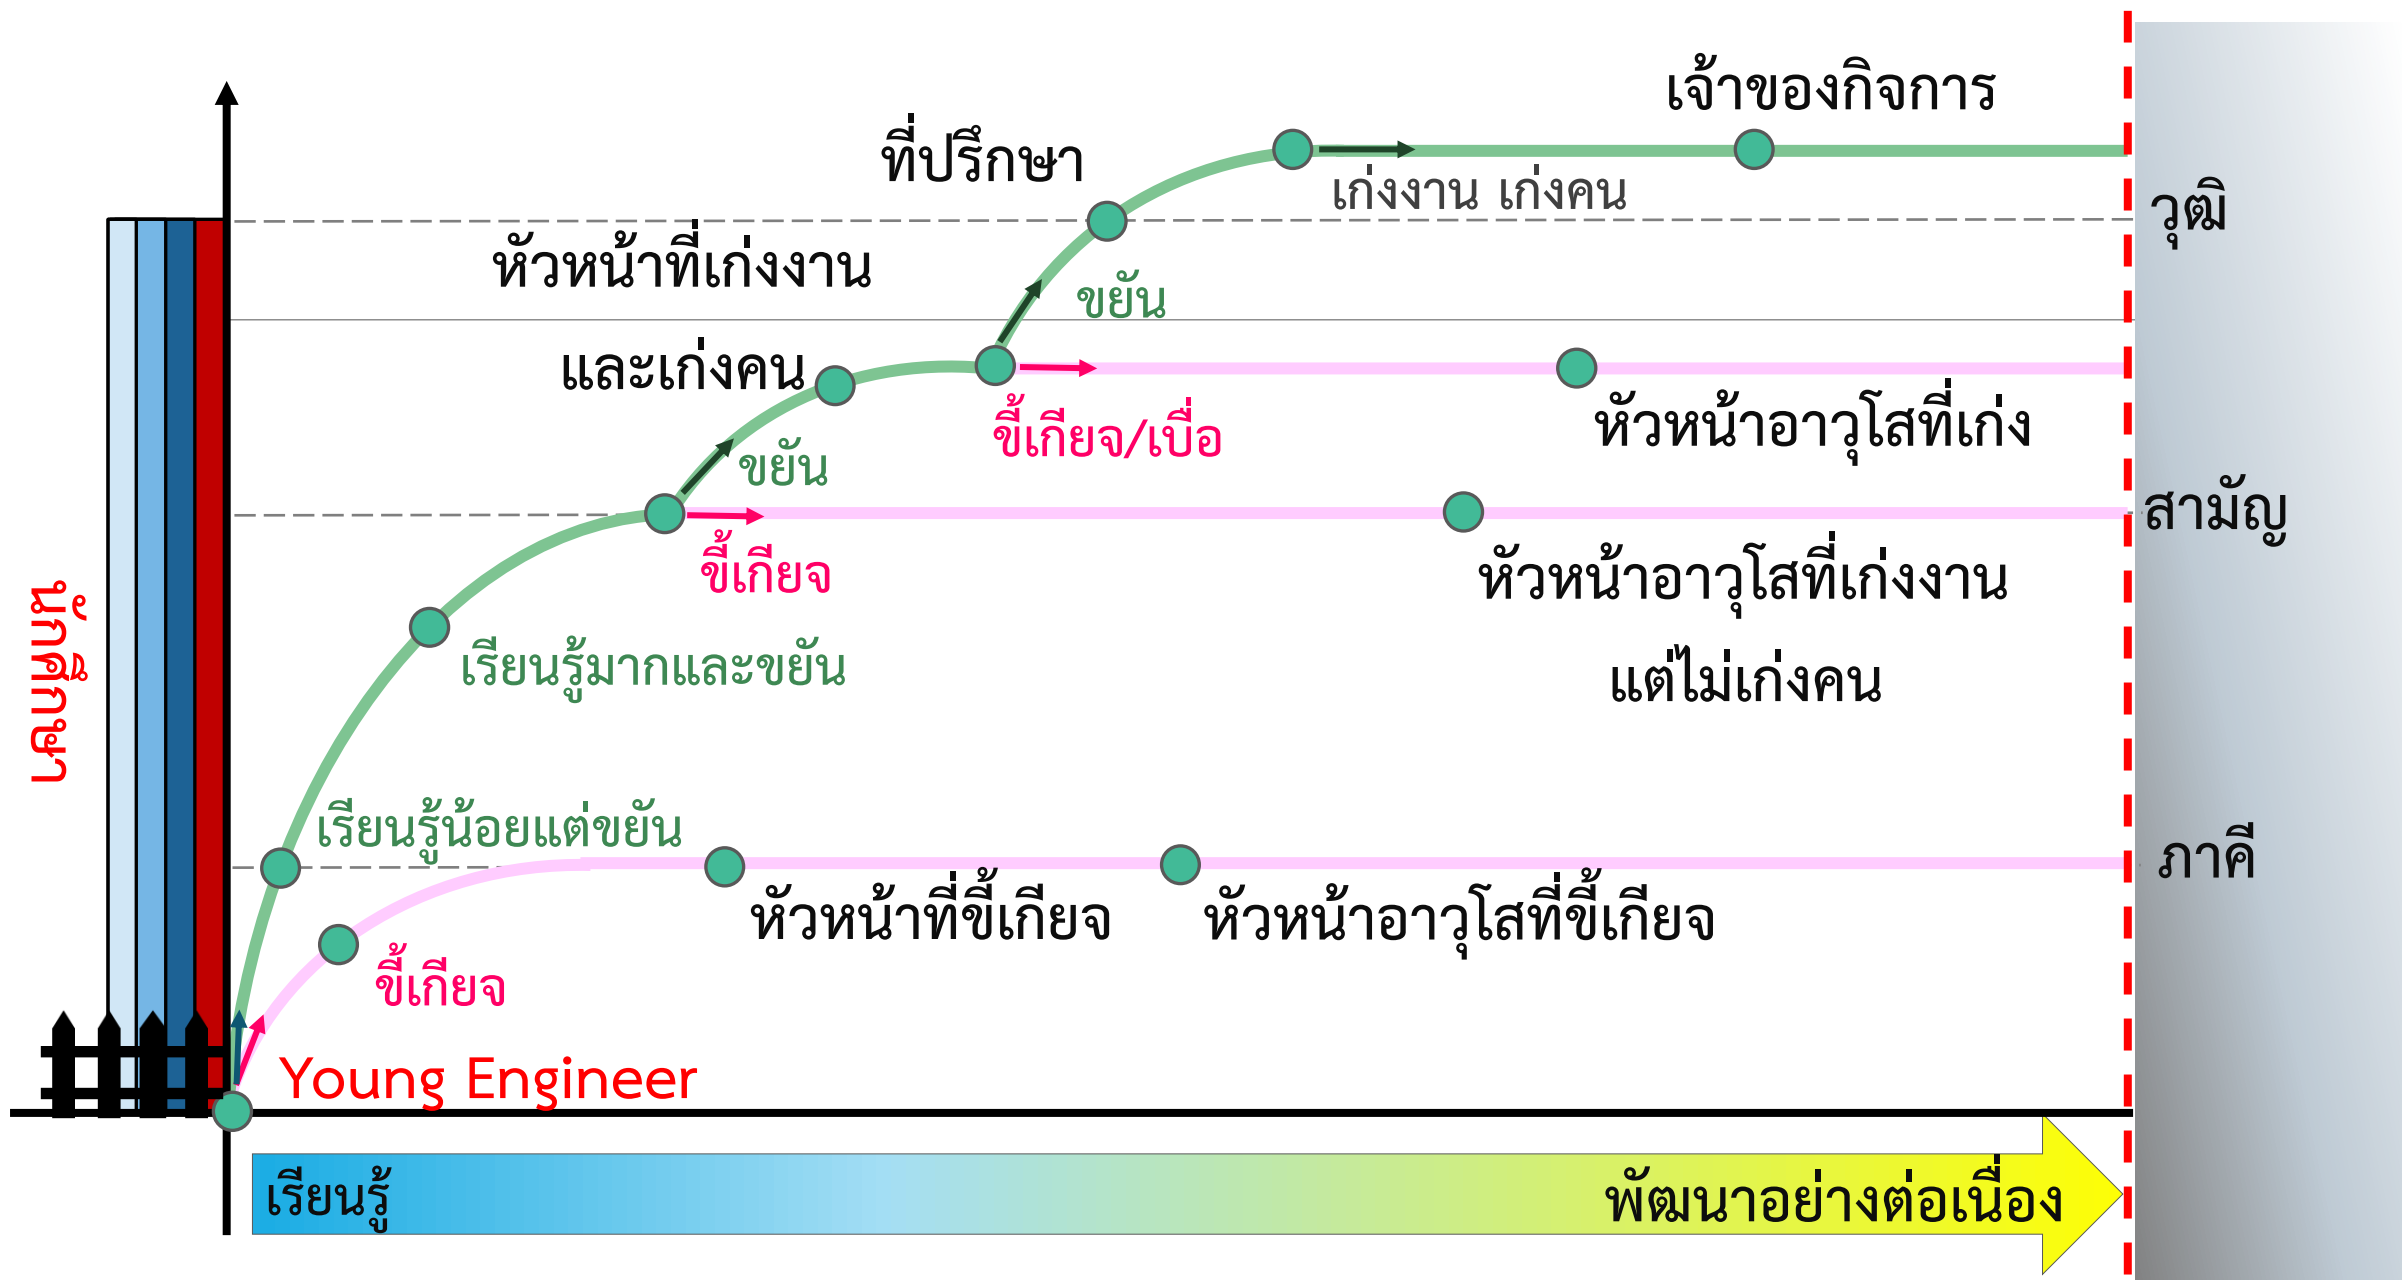 เจ้าของกิจการ
ที่ปรึกษา
เก่งงาน เก่งคน
วุฒิ
หัวหน้าที่เก่งงาน
และเก่งคน
ขยัน
ขี้เกียจ/เบื่อ
หัวหน้าอาวุโสที่เก่ง
ขยัน
สามัญ
ขี้เกียจ
หัวหน้าอาวุโสที่เก่งงาน
แต่ไม่เก่งคน
นักศึกษา
เรียนรู้มากและขยัน
เรียนรู้น้อยแต่ขยัน
ภาคี
หัวหน้าที่ขี้เกียจ
หัวหน้าอาวุโสที่ขี้เกียจ
ขี้เกียจ
Young Engineer
เรียนรู้
พัฒนาอย่างต่อเนื่อง